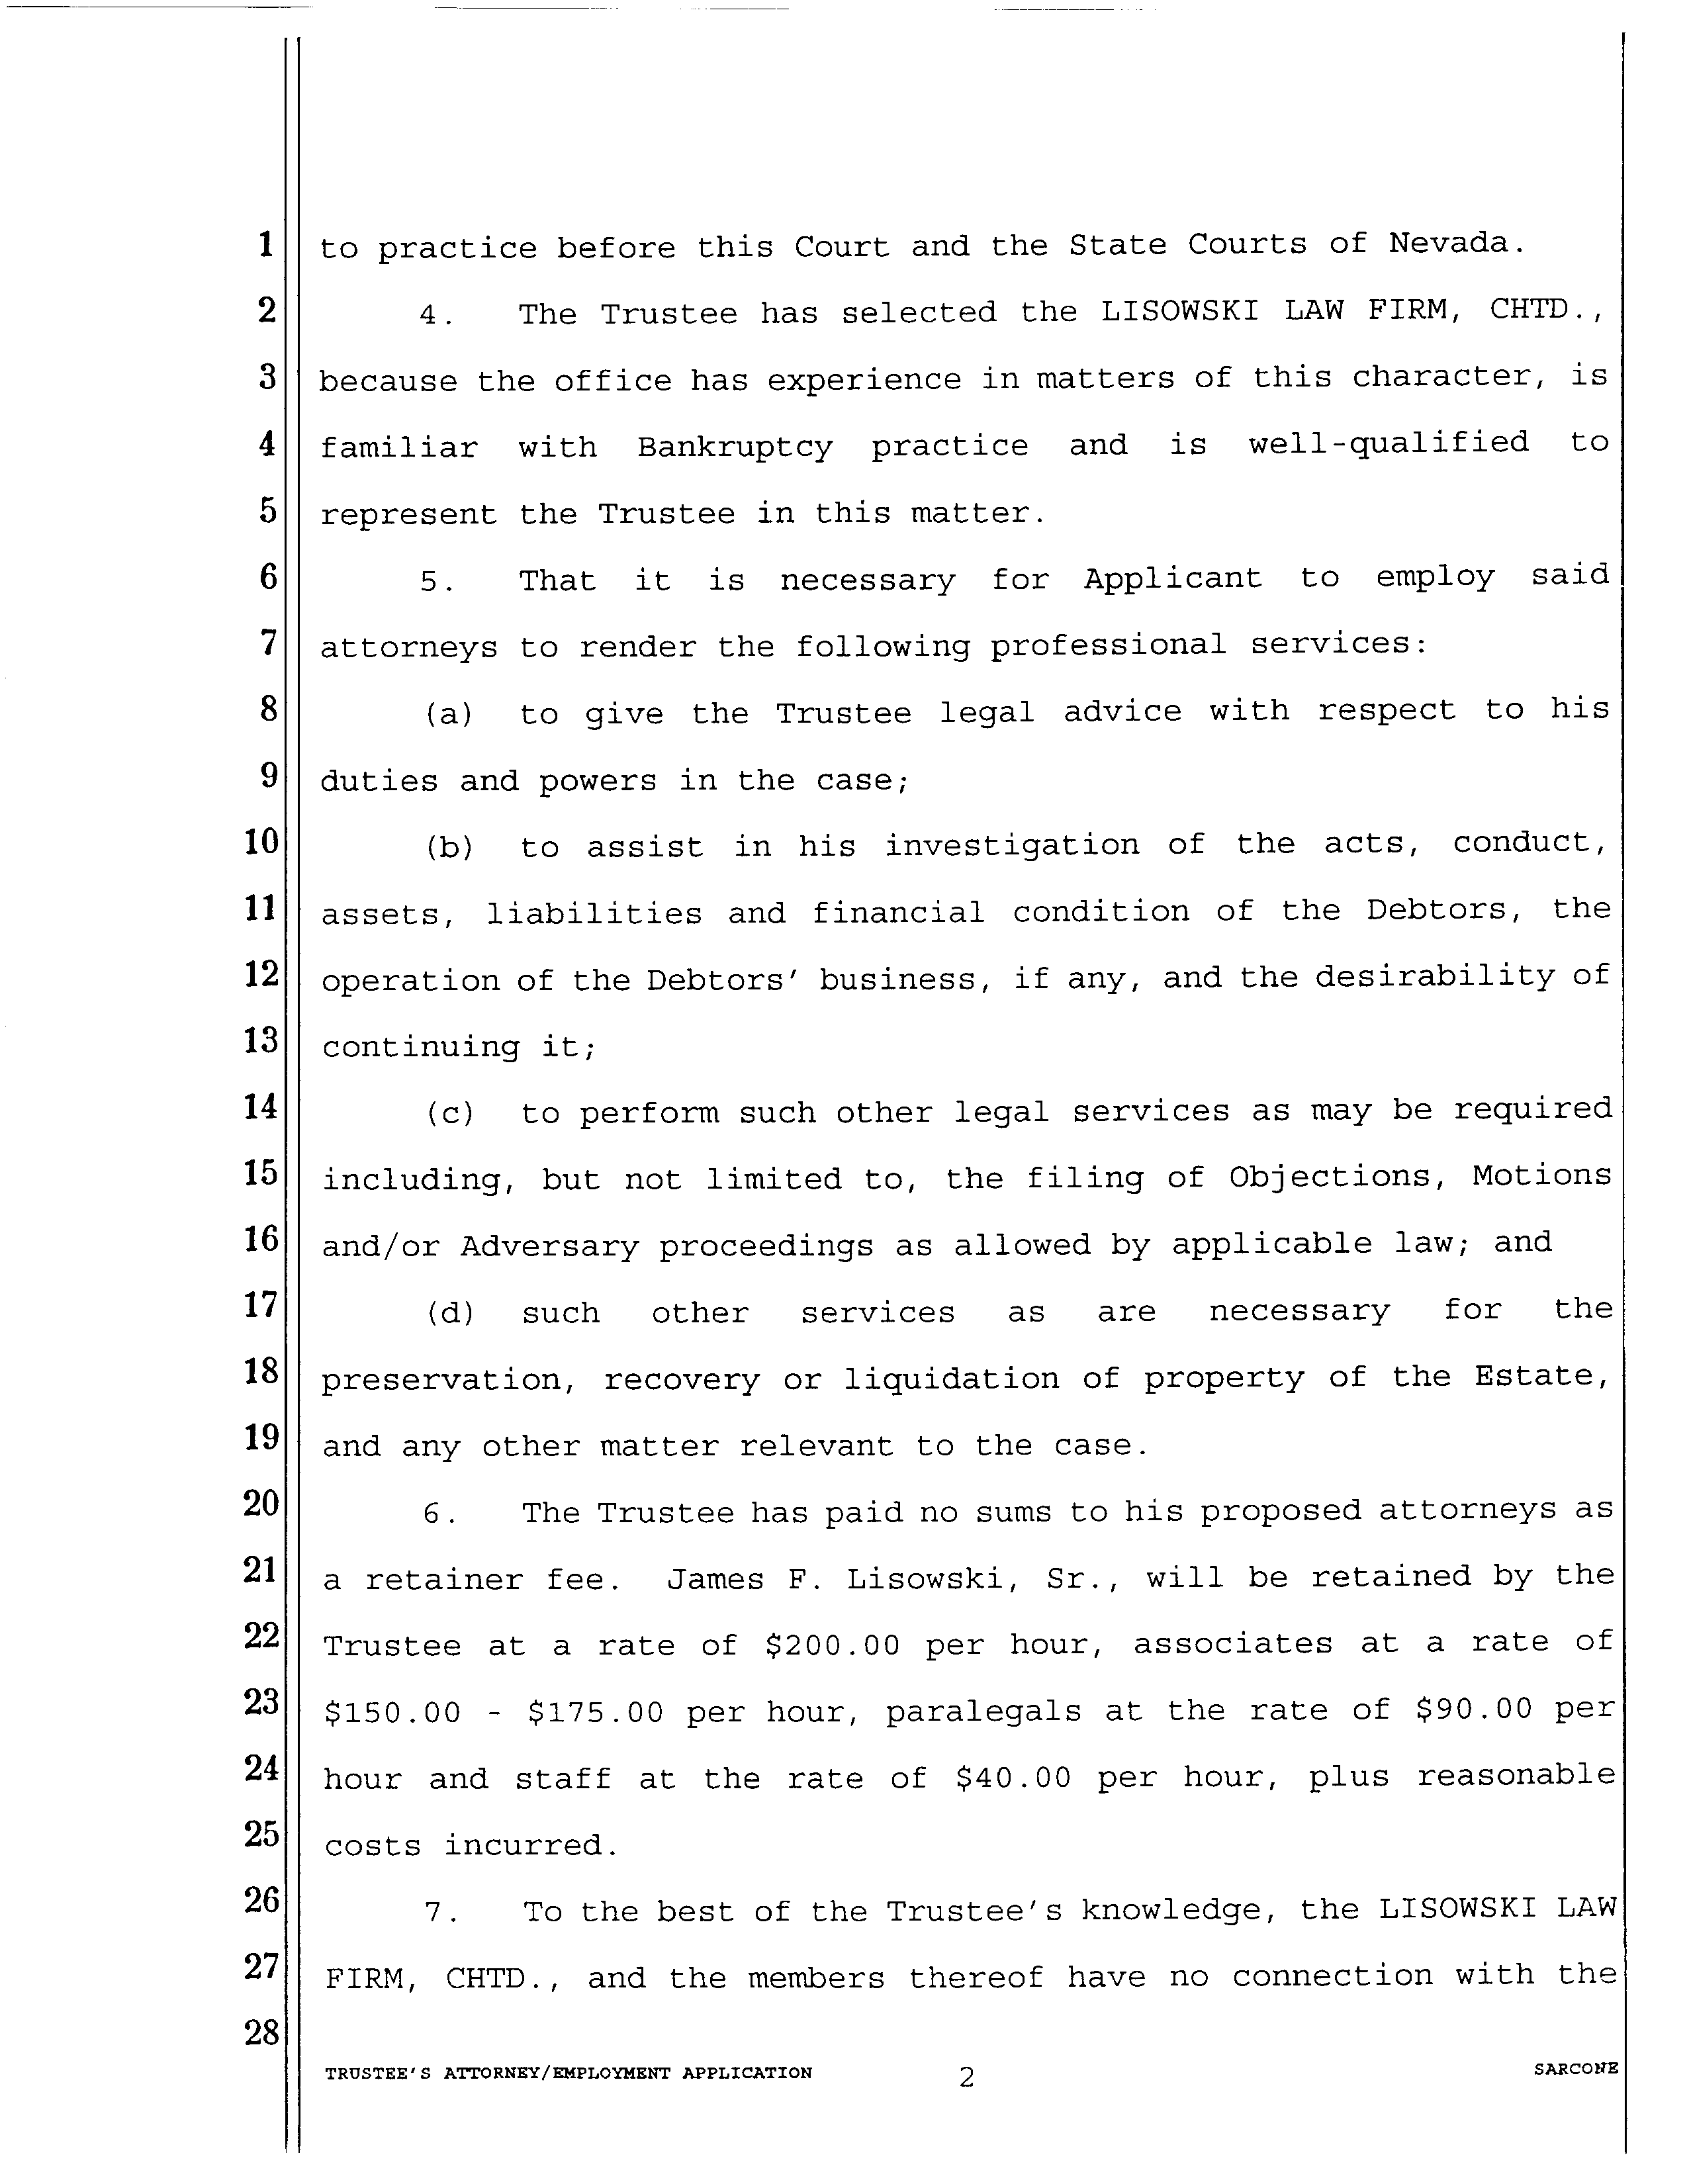 1 to practice before this Court and the State Courts of Nevada.
2 4. The Trustee has selected the LISOWSKI LAW FIRM, CHTD.,
3 because the office has experience in matters of this character, is
4 familiar with Bankruptcy practice and is well-qualified to
5 represent the Trustee in this matter.
6 5. That it is necessary for Applicant to employ said
7 attorneys to render the following professional services:
8 (a) to give the Trustee legal advice with respect to his
9 duties and powers in the case;
10 (b) to assist in his investigation of the acts, conduct,
11 assets, liabilities and financial condition of the Debtors, the
12 operation of the Debtors' business, if any, and the desirability of
13 continuing it;
14 (c) to perform such other legal services as may be required
15 including, but not limited to, the filing of Objections, Motions
16 and/or Adversary proceedings as allowed by applicable law; and
17 (d) such other services as are necessary for the
18 preservation, recovery or liquidation of property of the Estate,
19 and any other matter relevant to the case.
20 6. The Trustee has paid no sums to his proposed attorneys as
21 a retainer fee. James F. Lisowski, Sr., will be retained by the
22 Trustee at a rate of $200.00 per hour, associates at a rate of
23 $150.00 - $175.00 per hour, paralegals at the rate of $90.00 per
24 hour and staff at the rate of $40.00 per hour, plus reasonable
25 costs incurred.
26 7. To the best of the Trustee's knowledge, the LISOWSKI LAW
27 FIRM, CHTD., and the members thereof have no connection with the
28
TRUSTEE'S ATTORNEY/EMPLOYMENT APPLICATION 2 SARCONE